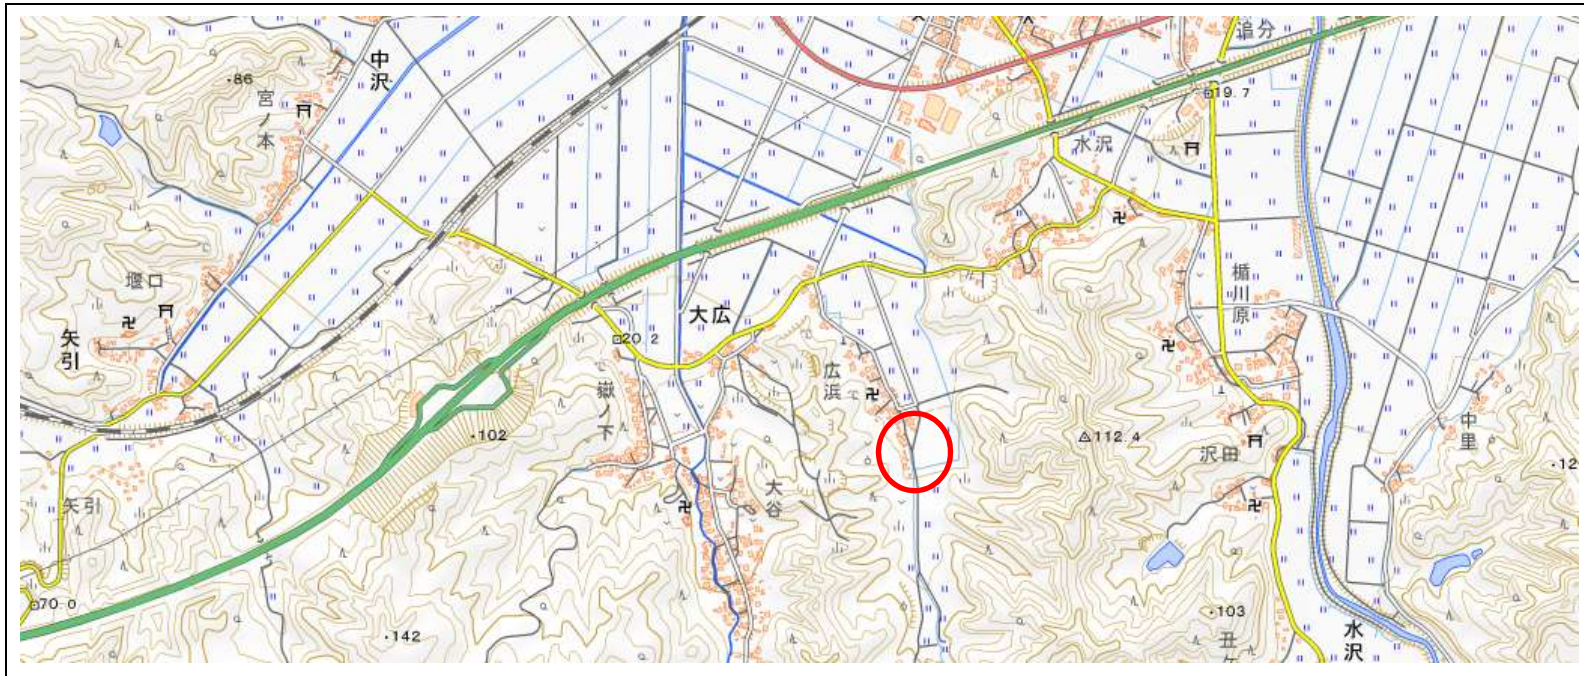 追分
中沢
・86
宮ノ本
19.7
水沢
60
堰口
楯川原
矢引
大広
20.2
広浜
嶽ノ下
・102
112.4
中里
沢田
大谷
矢引
70.0
・142
・103
水沢